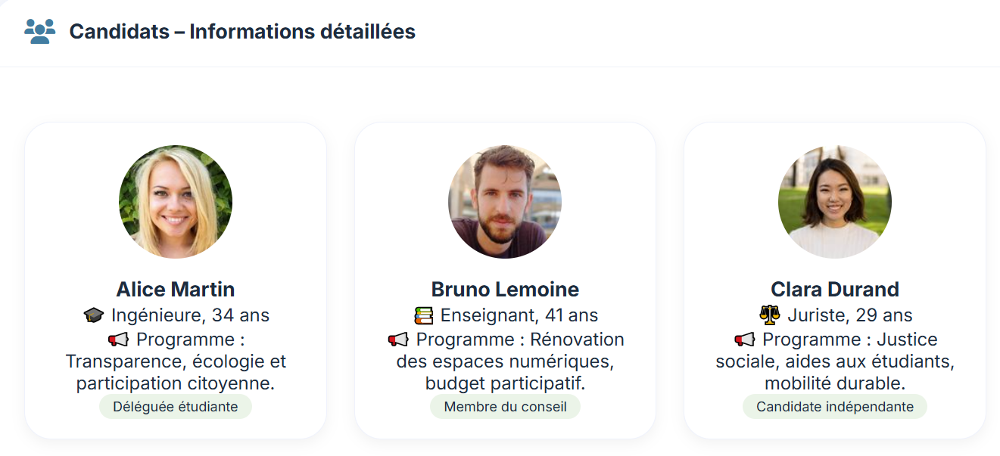 Candidats – Informations détaillées
Alice Martin
🎓 Ingénieure, 34 ans
📢 Programme :
Transparence, écologie et
participation citoyenne.
Déléguée étudiante
Bruno Lemoine
📚 Enseignant, 41 ans
📢 Programme : Rénovation
des espaces numériques,
budget participatif.
Membre du conseil
Clara Durand
⚖️ Juriste, 29 ans
📢 Programme : Justice
sociale, aides aux étudiants,
mobilité durable.
Candidate indépendante